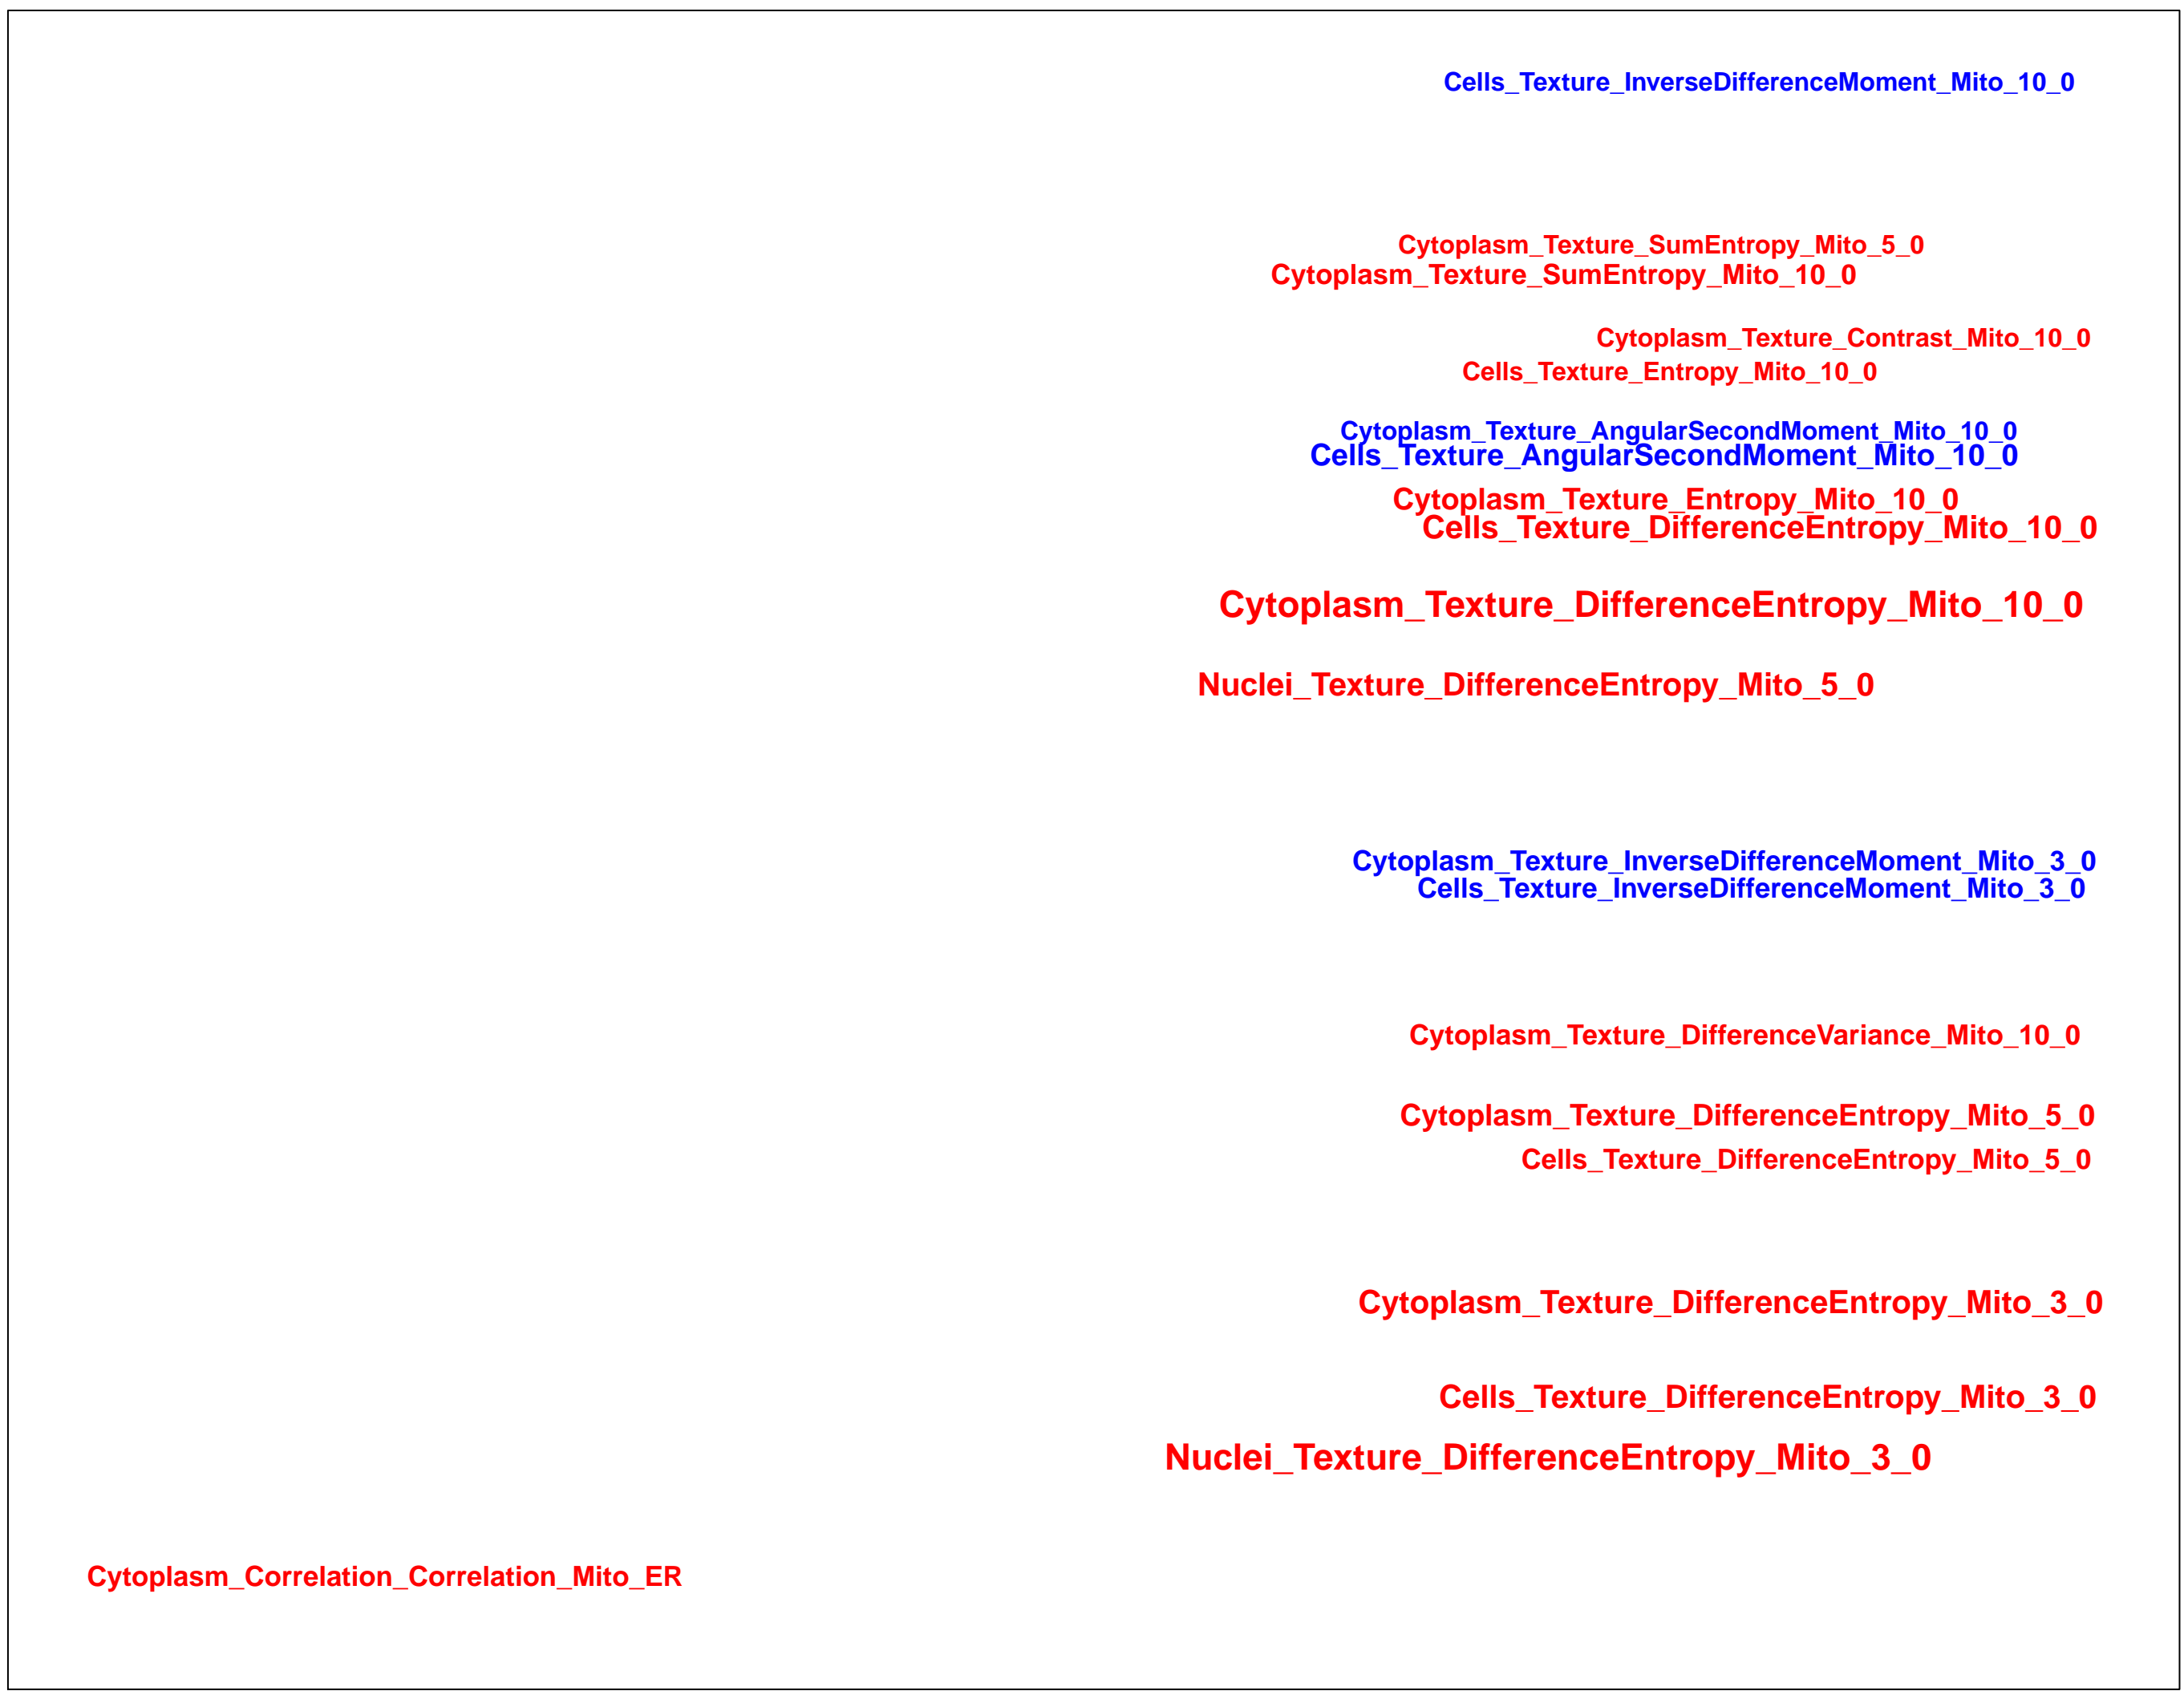 Cells_Texture_InverseDifferenceMoment_Mito_10_0
Cytoplasm_Texture_SumEntropy_Mito_5_0
Cytoplasm_Texture_SumEntropy_Mito_10_0
Cytoplasm_Texture_Contrast_Mito_10_0
Cells_Texture_Entropy_Mito_10_0
Cytoplasm_Texture_AngularSecondMoment_Mito_10_0
Cells_Texture_AngularSecondMoment_Mito_10_0
Cytoplasm_Texture_Entropy_Mito_10_0
Cells_Texture_DifferenceEntropy_Mito_10_0
Cytoplasm_Texture_DifferenceEntropy_Mito_10_0
Nuclei_Texture_DifferenceEntropy_Mito_5_0
Cytoplasm_Texture_InverseDifferenceMoment_Mito_3_0
Cells_Texture_InverseDifferenceMoment_Mito_3_0
Cytoplasm_Texture_DifferenceVariance_Mito_10_0
Cytoplasm_Texture_DifferenceEntropy_Mito_5_0
Cells_Texture_DifferenceEntropy_Mito_5_0
Cytoplasm_Texture_DifferenceEntropy_Mito_3_0
Cells_Texture_DifferenceEntropy_Mito_3_0
Nuclei_Texture_DifferenceEntropy_Mito_3_0
Cytoplasm_Correlation_Correlation_Mito_ER